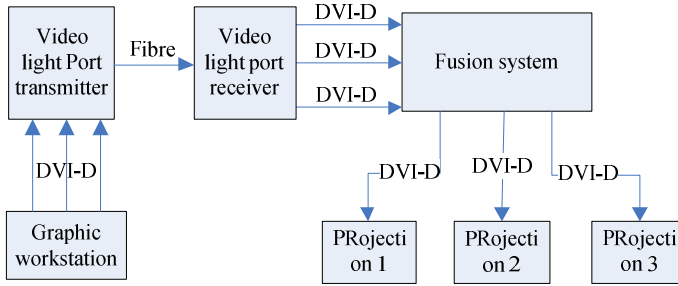 Video
light Port
transmitter
Fibre
Video
light port
receiver
DVI-D
DVI-D
DVI-D
Fusion system
DVI-D
Graphic
workstation
DVI-D
DVI-D
DVI-D
PRojecti
on 1
PRojecti
on 2
PRojecti
on 3